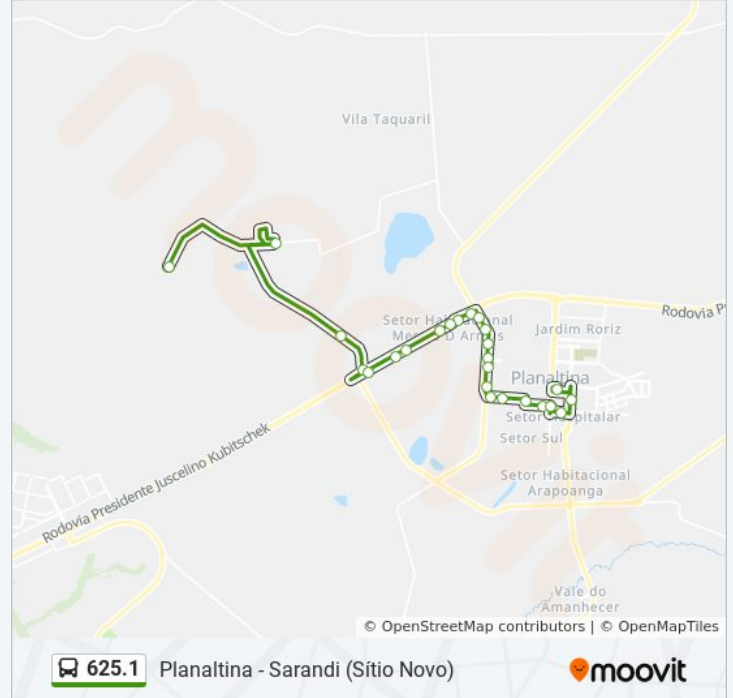 Vila Taquaril
Setor Habitacional
Mestre D'Armas
Rodovia P
Jardim Roriz
Planaltina
Setor Hospitalar
Setor Sul
Setor Habitacional
Arapoanga
Rodovia Presidente Juscelino Kubitschek
Vale do
Amanhecer
© OpenStreetMap contributors | © OpenMapTiles
625.1 Planaltina - Sarandi (Sítio Novo)
moovit